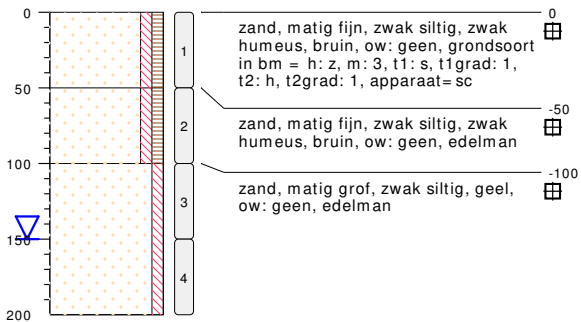 0
50
100
150
200
1
2
3
4
zand, matig fijn, zwak siltig, zwak
humeus, bruin, ow: geen, grondsoort
in bm = h: z, m: 3, t1: s, t1grad: 1,
t2: h, t2grad: 1, apparaat=sc
0
zand, matig fijn, zwak siltig, zwak
humeus, bruin, ow: geen, edelman
-50
zand, matig grof, zwak siltig, geel,
ow: geen, edelman
-100